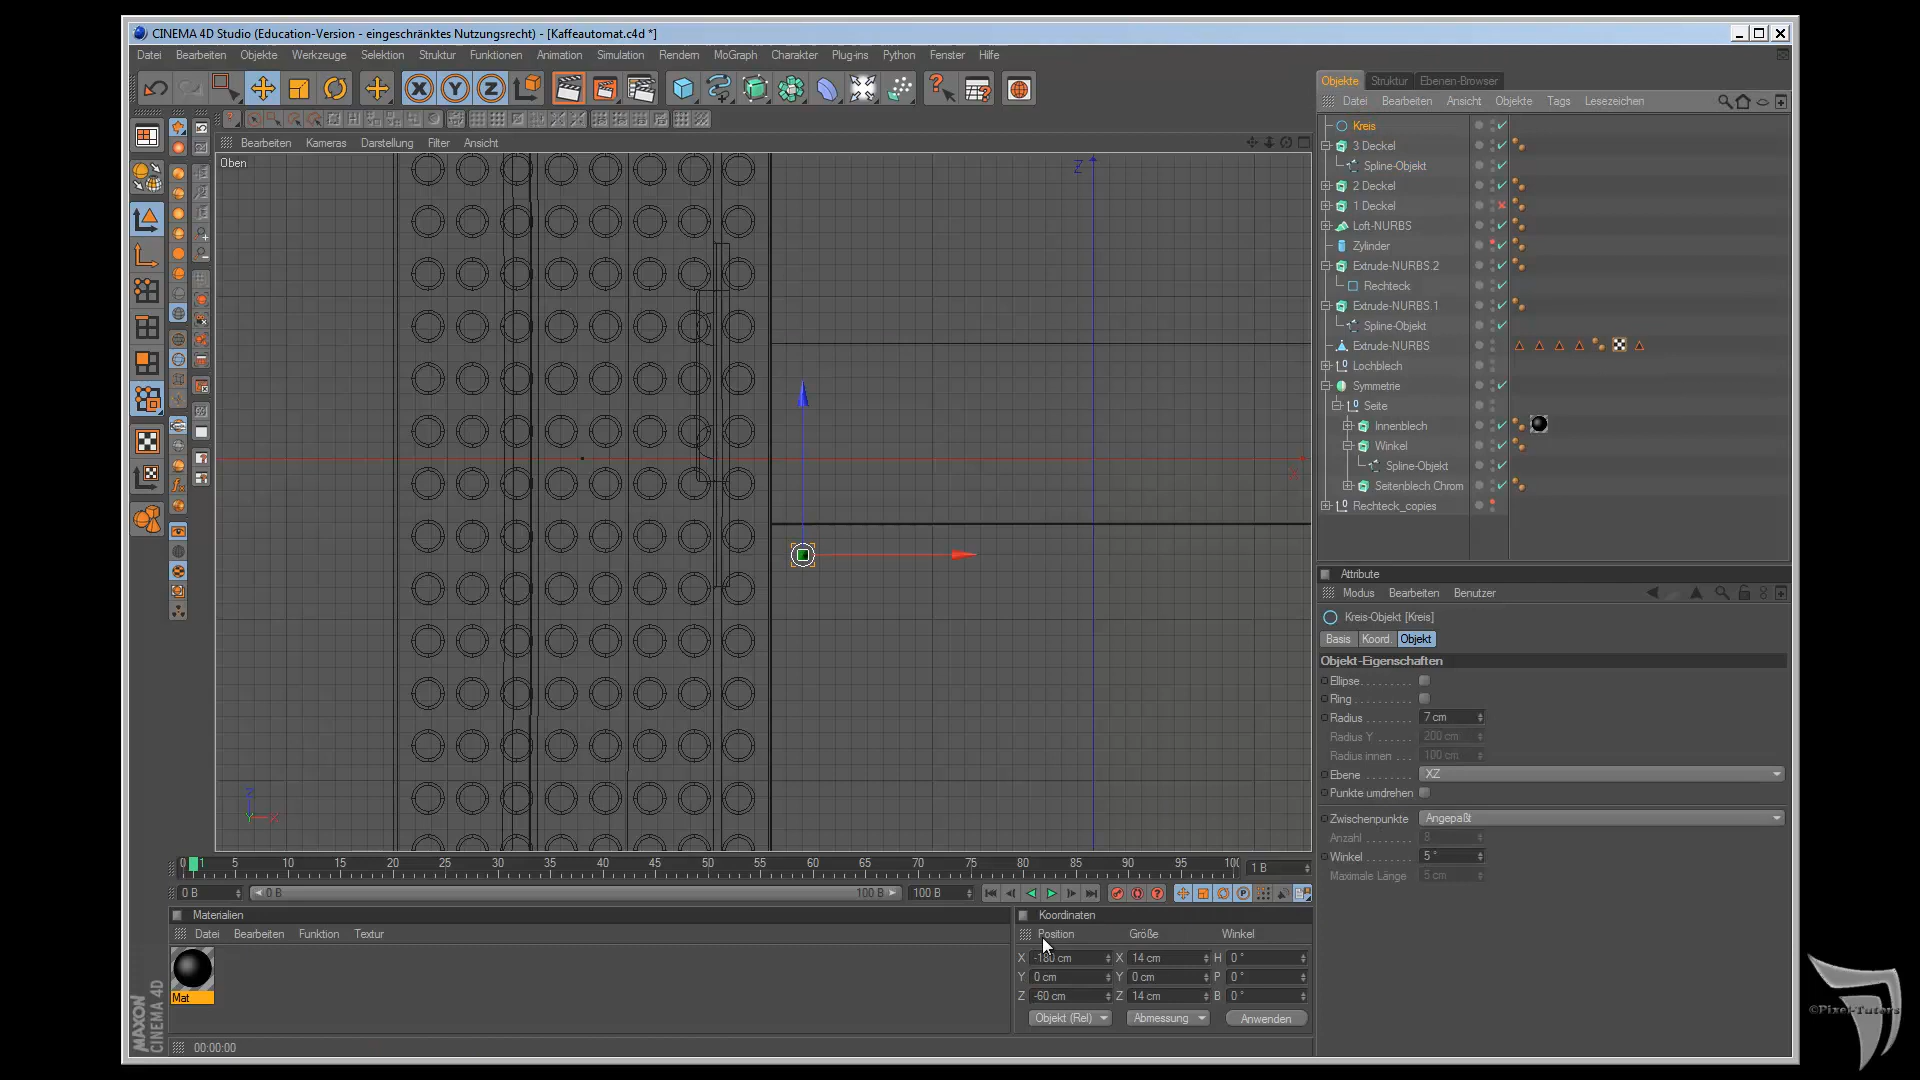 CINEMA 4D Studio (Education-Version - eingeschränktes Nutzungsrecht) - [Kaffeautomat.c4d *]
Datei Bearbeiten Objekte Werkzeuge Selektion Struktur Funktionen Animation Simulation Rendern MoGraph Charakter Plug-ins Python Fenster Hilfe
X Y Z
Bearbeiten Kameras Darstellung Filter Ansicht
Oben
Z
X
Z
Y X
Objekte Struktur Ebenen-Browser
Datei Bearbeiten Ansicht Objekte Tags Lesezeichen
Kreis
3 Deckel
Spline-Objekt
2 Deckel
1 Deckel
Loft-NURBS
Zylinder
Extrude-NURBS.2
Rechteck
Extrude-NURBS.1
Spline-Objekt
Extrude-NURBS
Lochblech
Symmetrie
Seite
Innenblech
Winkel
Spline-Objekt
Seitenblech Chrom
Rechteck_copies
Attribute
Modus Bearbeiten Benutzer
Kreis-Objekt [Kreis]
Basis Koord. Objekt
Objekt-Eigenschaften
Ellipse
Ring
Radius 7 cm
Radius Y 200 cm
Radius innen 100 cm
Ebene XZ
Punkte umdrehen
Zwischenpunkte Angepaßt
Anzahl 8
Winkel 5 °
Maximale Länge 5 cm
0 1 5 10 15 20 25 30 35 40 45 50 55 60 65 70 75 80 85 90 95 100 1 B
0 B 0 B 100 B 100 B
Materialien
Datei Bearbeiten Funktion Textur
Mat
Koordinaten
Position Größe Winkel
X -180 cm X 14 cm H 0 °
Y 0 cm Y 0 cm P 0 °
Z -60 cm Z 14 cm B 0 °
Objekt (Rel) Abmessung Anwenden
MAXON
CINEMA 4D
00:00:00
©Pixel-Tutors